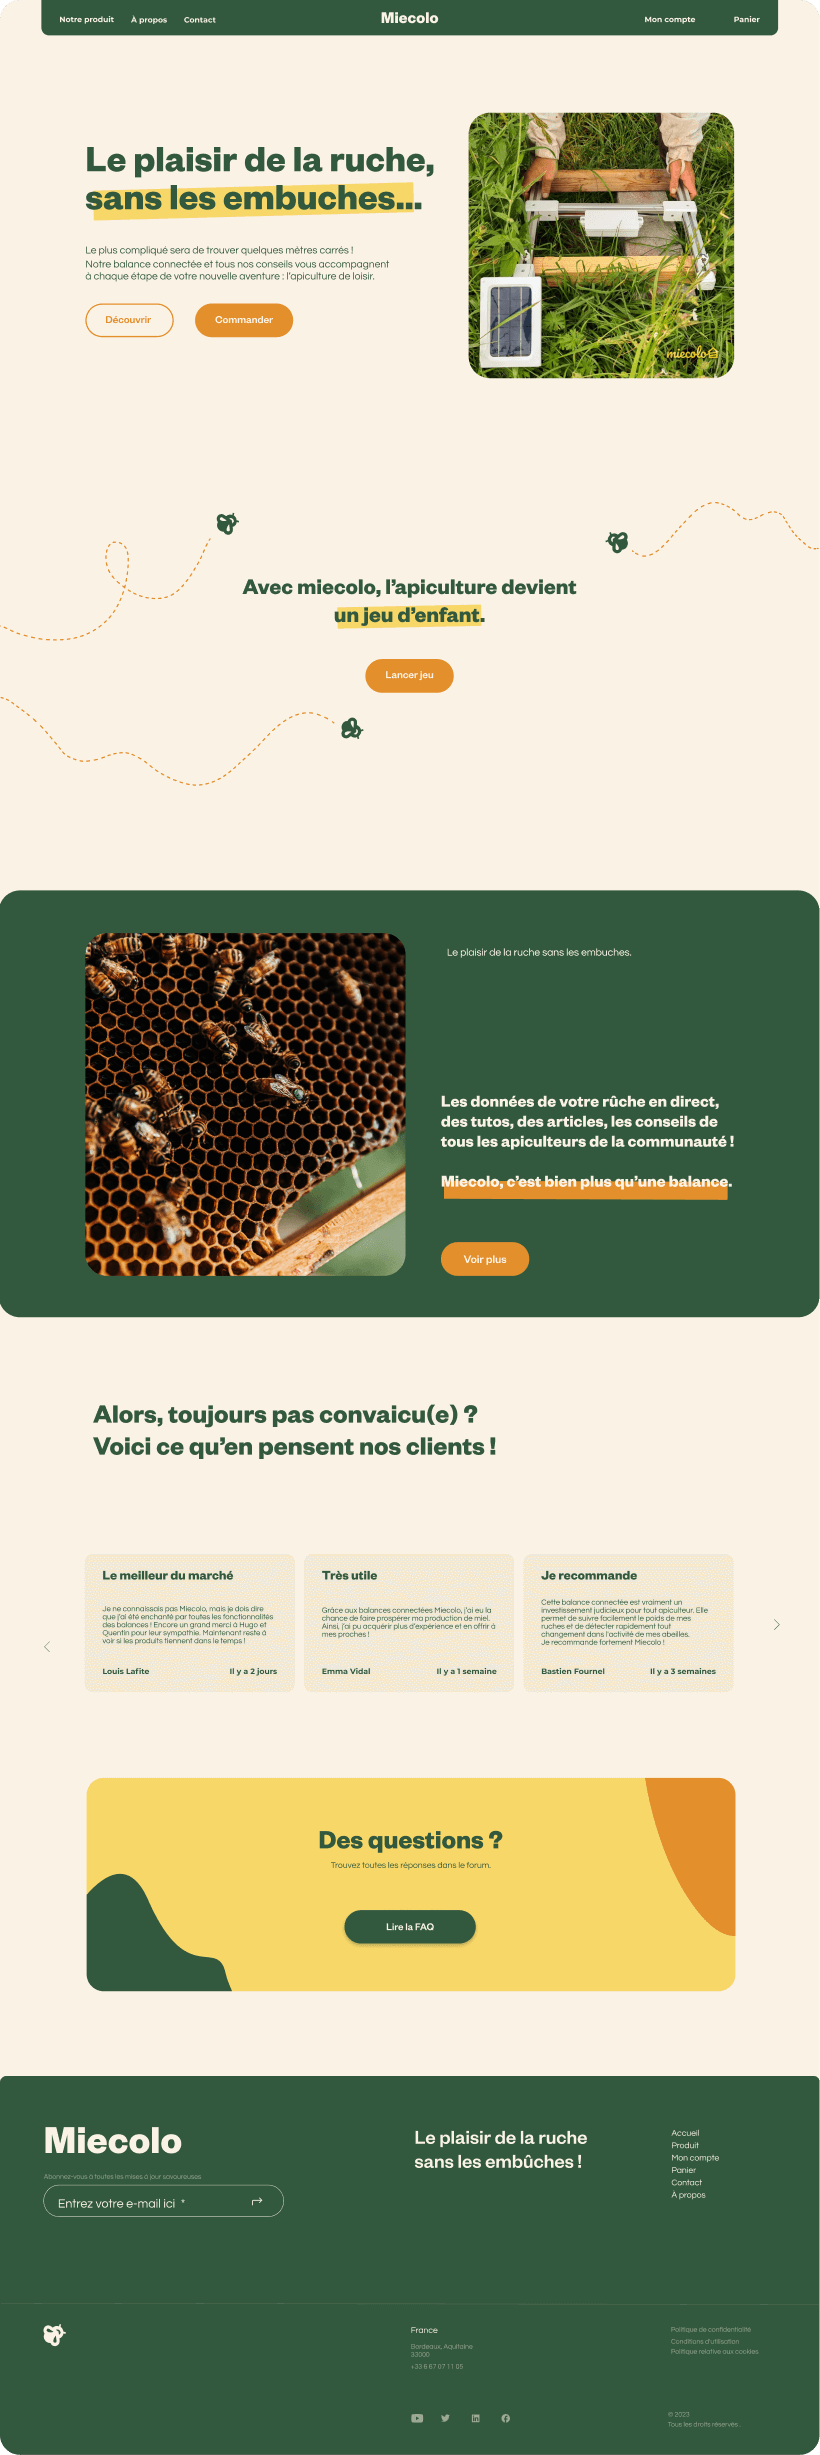 Notre produit À propos Contact Miecolo Mon compte Panier
Le plaisir de la ruche,
sans les embuches...
Le plus compliqué sera de trouver quelques mètres carrés !
Notre balance connectée et tous nos conseils vous accompagnent
à chaque étape de votre nouvelle aventure : l'apiculture de loisir.
Découvrir Commander
miecolo
Avec miecolo, l'apiculture devient
un jeu d'enfant.
Lancer jeu
Le plaisir de la ruche sans les embuches.
Les données de votre rûche en direct,
des tutos, des articles, les conseils de
tous les apiculteurs de la communauté !
Miecolo, c'est bien plus qu'une balance.
Voir plus
Alors, toujours pas convaicu(e) ?
Voici ce qu'en pensent nos clients !
Le meilleur du marché
Je ne connaissais pas Miecolo, mais je dois dire
que j'ai été enchanté par toutes les fonctionnalités
des balances ! Encore un grand merci à Hugo et
Quentin pour leur sympathie. Maintenant reste à
voir si les produits tiennent dans le temps !
Louis Lafite Il y a 2 jours
Très utile
Grâce aux balances connectées Miecolo, j'ai eu la
chance de faire prospérer ma production de miel.
Ainsi, j'ai pu acquérir plus d'expérience et en offrir à
mes proches !
Emma Vidal Il y a 1 semaine
Je recommande
Cette balance connectée est vraiment un
investissement judicieux pour tout apiculteur. Elle
permet de suivre facilement le poids de mes
ruches et de détecter rapidement tout
changement dans l'activité de mes abeilles.
Je recommande fortement Miecolo !
Bastien Fournel Il y a 3 semaines
Des questions ?
Trouvez toutes les réponses dans le forum.
Lire la FAQ
Miecolo
Abonnez-vous à toutes les mises à jour savoureuses
Entrez votre e-mail ici *
Le plaisir de la ruche
sans les embûches !
Accueil
Produit
Mon compte
Panier
Contact
À propos
France
Bordeaux, Aquitaine
33000
+33 6 67 07 11 05
Politique de confidentialité
Conditions d'utilisation
Politique relative aux cookies
© 2023
Tous les droits réservés.